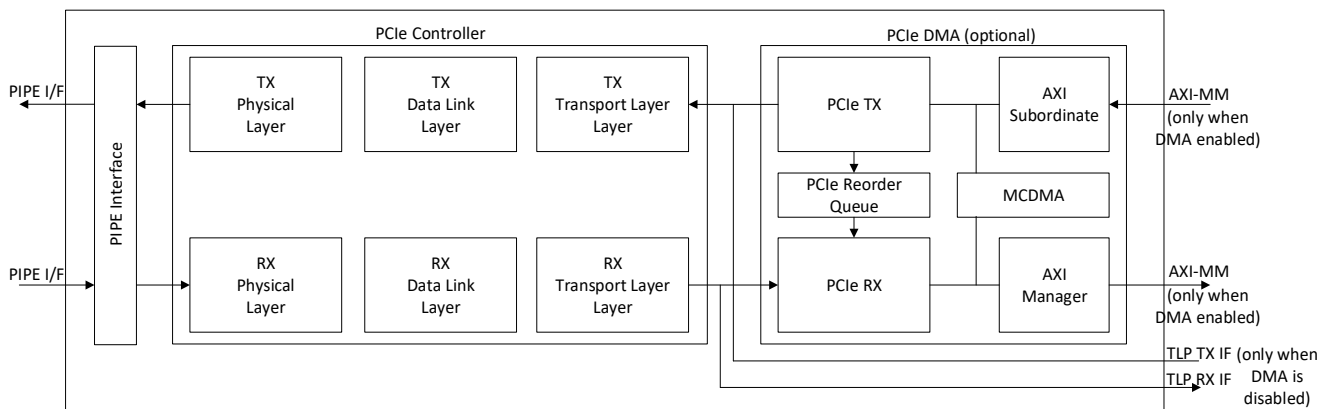 PCIe Controller
PCIe DMA (optional)
PIPE I/F
PIPE Interface
TX
Physical
Layer
TX
Data Link
Layer
TX
Transport Layer
Layer
PCIe TX
AXI
Subordinate
AXI-MM
(only when
DMA enabled)
PCIe Reorder
Queue
MCDMA
PIPE I/F
RX
Physical
Layer
RX
Data Link
Layer
RX
Transport Layer
Layer
PCIe RX
AXI
Manager
AXI-MM
(only when
DMA enabled)
TLP TX IF
TLP RX IF
(only when
DMA is
disabled)